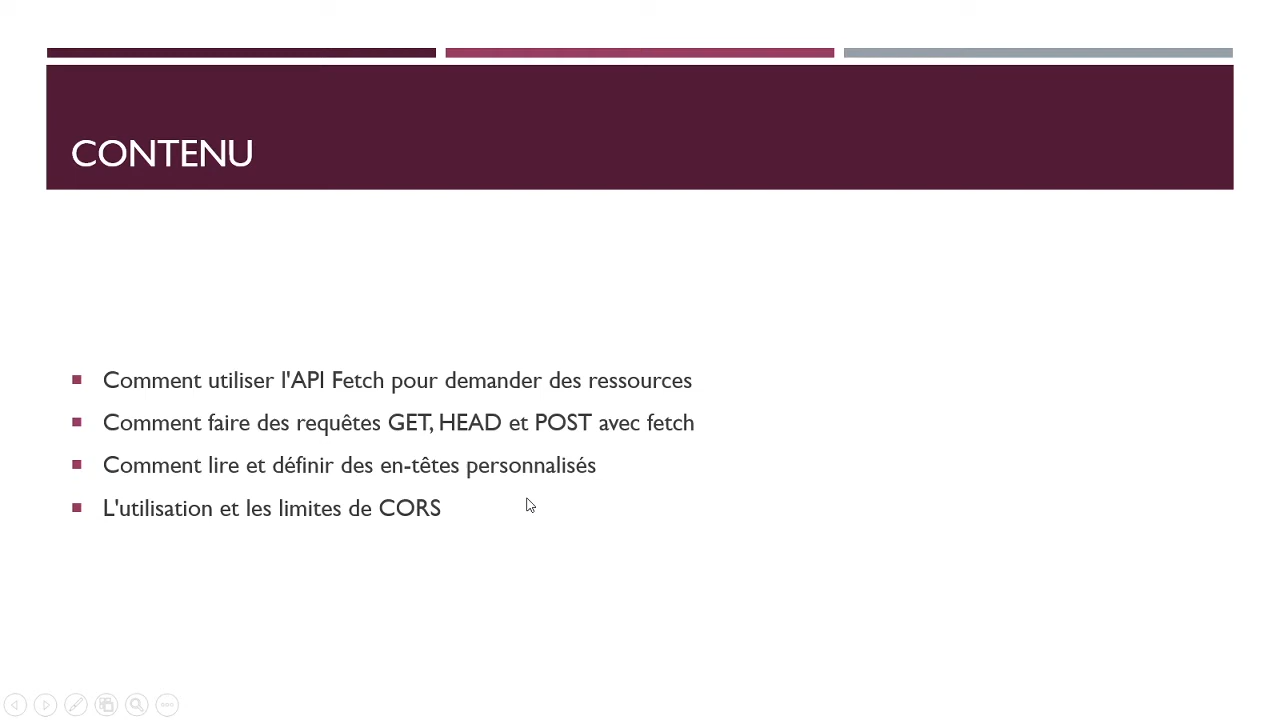 CONTENU
Comment utiliser l'API Fetch pour demander des ressources
Comment faire des requêtes GET, HEAD et POST avec fetch
Comment lire et définir des en-têtes personnalisés
L'utilisation et les limites de CORS